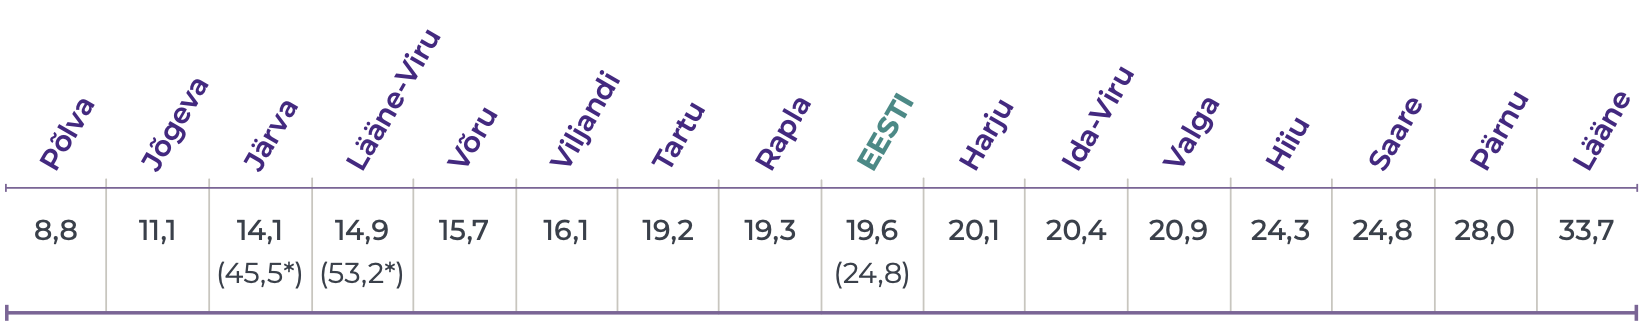 Põlva Jõgeva Järva Lääne-Viru Võru Viljandi Tartu Rapla EESTI Harju Ida-Viru Valga Hiiu Saare Pärnu Lääne
8,8 11,1 14,1 14,9 15,7 16,1 19,2 19,3 19,6 20,1 20,4 20,9 24,3 24,8 28,0 33,7
(45,5*) (53,2*) (24,8)